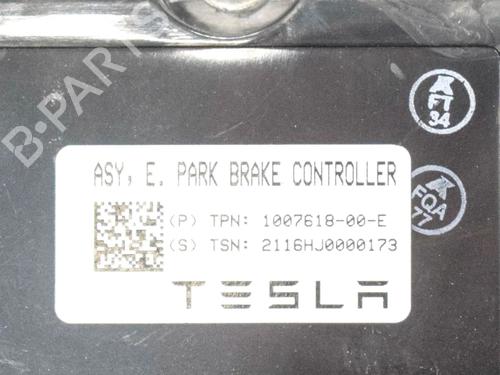 B-PARTS
ASY, E. PARK BRAKE CONTROLLER
(P) TPN: 1007618-00-E
(S) TSN: 2116HJ0000173
TESLA
FT
34
FQA
77